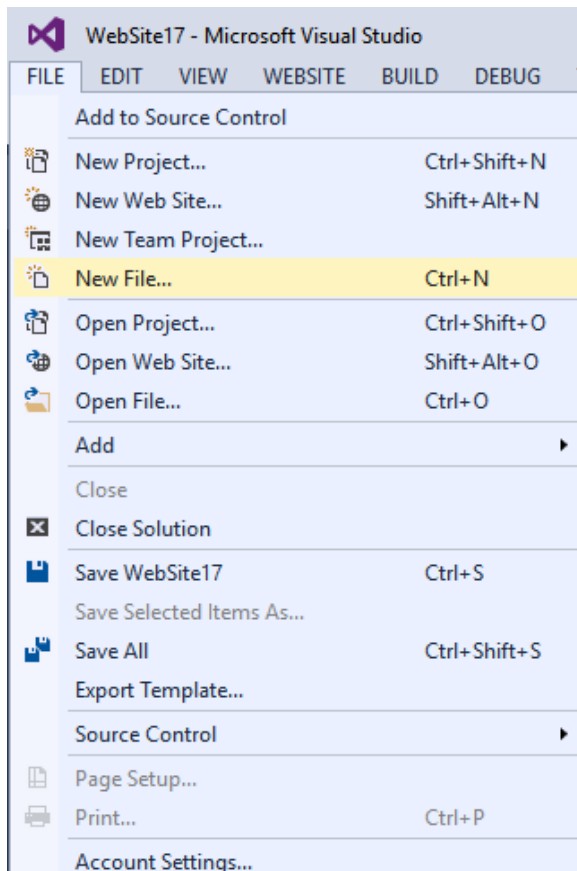 WebSite17 - Microsoft Visual Studio
FILE EDIT VIEW WEBSITE BUILD DEBUG
Add to Source Control
New Project... Ctrl+Shift+N
New Web Site... Shift+Alt+N
New Team Project...
New File... Ctrl+N
Open Project... Ctrl+Shift+O
Open Web Site... Shift+Alt+O
Open File... Ctrl+O
Add
Close
Close Solution
Save WebSite17 Ctrl+S
Save Selected Items As...
Save All Ctrl+Shift+S
Export Template...
Source Control
Page Setup...
Print... Ctrl+P
Account Settings...